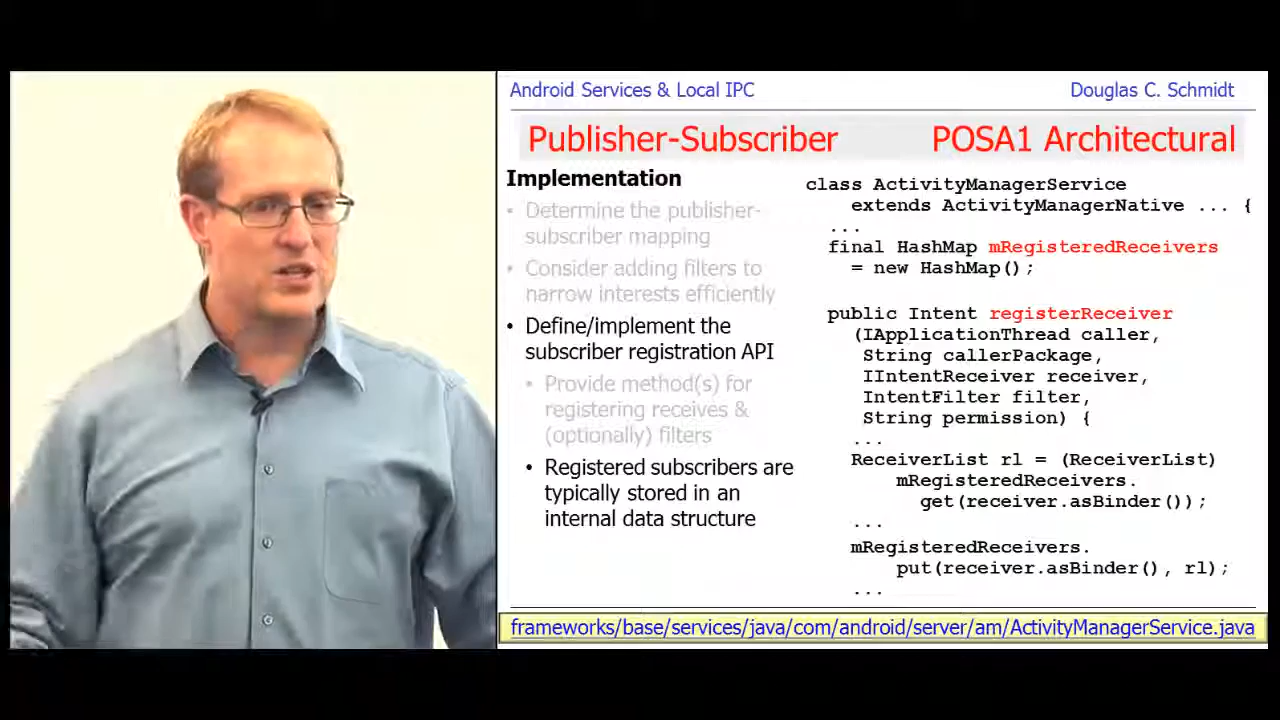 Android Services & Local IPC
Douglas C. Schmidt
Publisher-Subscriber
POSA1 Architectural
Implementation
• Determine the publisher-
subscriber mapping
• Consider adding filters to
narrow interests efficiently
• Define/implement the
subscriber registration API
• Provide method(s) for
registering receives &
(optionally) filters
• Registered subscribers are
typically stored in an
internal data structure
class ActivityManagerService
extends ActivityManagerNative ... {
...
final HashMap mRegisteredReceivers
= new HashMap();
public Intent registerReceiver
(IApplicationThread caller,
String callerPackage,
IIntentReceiver receiver,
IntentFilter filter,
String permission) {
...
ReceiverList rl = (ReceiverList)
mRegisteredReceivers.
get(receiver.asBinder());
...
mRegisteredReceivers.
put(receiver.asBinder(), rl);
...
frameworks/base/services/java/com/android/server/am/ActivityManagerService.java